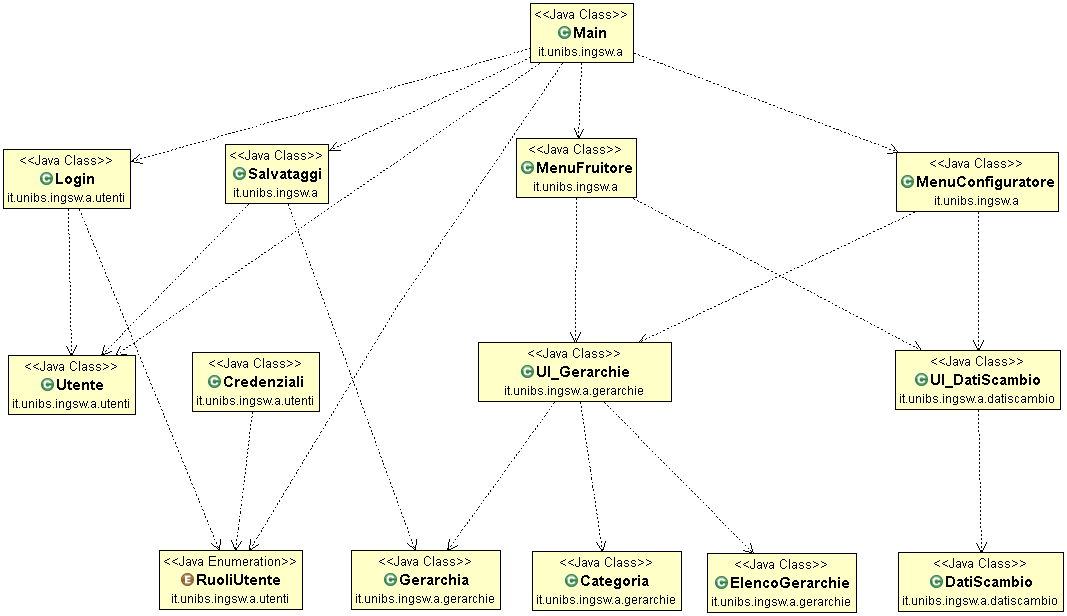 <<Java Class>>
Main
it.unibs.ingsw.a
<<Java Class>>
Login
it.unibs.ingsw.a.utenti
<<Java Class>>
Salvataggi
it.unibs.ingsw.a
<<Java Class>>
MenuFruitore
it.unibs.ingsw.a
<<Java Class>>
MenuConfiguratore
it.unibs.ingsw.a
<<Java Class>>
Utente
it.unibs.ingsw.a.utenti
<<Java Class>>
Credenziali
it.unibs.ingsw.a.utenti
<<Java Class>>
UI_Gerarchie
it.unibs.ingsw.a.gerarchie
<<Java Class>>
UI_DatiScambio
it.unibs.ingsw.a.datiscambio
<<Java Enumeration>>
RuoliUtente
it.unibs.ingsw.a.utenti
<<Java Class>>
Gerarchia
it.unibs.ingsw.a.gerarchie
<<Java Class>>
Categoria
it.unibs.ingsw.a.gerarchie
<<Java Class>>
ElencoGerarchie
it.unibs.ingsw.a.gerarchie
<<Java Class>>
DatiScambio
it.unibs.ingsw.a.datiscambio